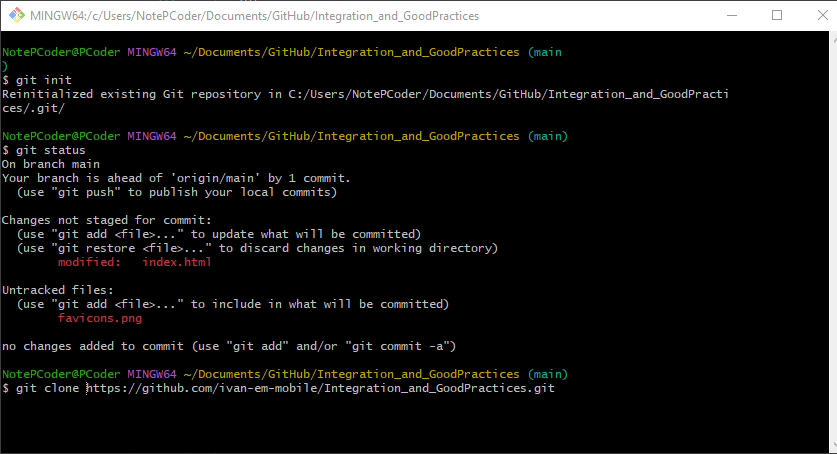 MINGW64:/c/Users/NotePCoder/Documents/GitHub/Integration_and_GoodPractices
NotePCoder@PCoder MINGW64 ~/Documents/GitHub/Integration_and_GoodPractices (main
)
$ git init
Reinitialized existing Git repository in C:/Users/NotePCoder/Documents/GitHub/Integration_and_GoodPracti
ces/.git/
NotePCoder@PCoder MINGW64 ~/Documents/GitHub/Integration_and_GoodPractices (main)
$ git status
On branch main
Your branch is ahead of 'origin/main' by 1 commit.
  (use "git push" to publish your local commits)
Changes not staged for commit:
  (use "git add <file>..." to update what will be committed)
  (use "git restore <file>..." to discard changes in working directory)
        modified:   index.html
Untracked files:
  (use "git add <file>..." to include in what will be committed)
        favicons.png
no changes added to commit (use "git add" and/or "git commit -a")
NotePCoder@PCoder MINGW64 ~/Documents/GitHub/Integration_and_GoodPractices (main)
$ git clone https://github.com/ivan-em-mobile/Integration_and_GoodPractices.git